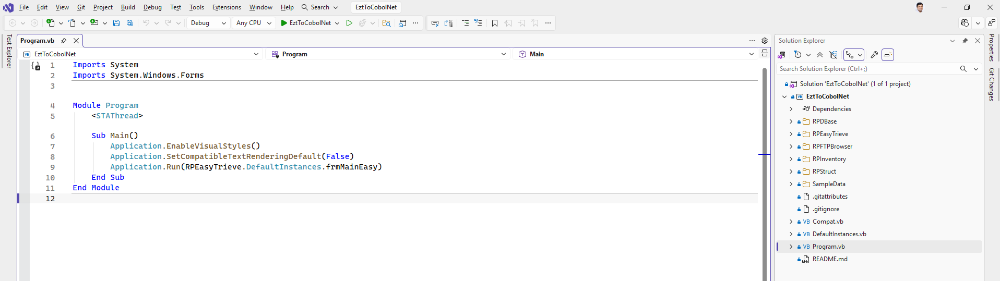 File Edit View Git Project Build Debug Test Tools Extensions Window Help Search EztToCobolNet
Debug Any CPU EztToCobolNet
Test Explorer
Program.vb
VB EztToCobolNet Program Main
1 Imports System
2 Imports System.Windows.Forms
3
4 Module Program
5 <STAThread>
6 Sub Main()
7 Application.EnableVisualStyles()
8 Application.SetCompatibleTextRenderingDefault(False)
9 Application.Run(RPEasyTrieve.DefaultInstances.frmMainEasy)
10 End Sub
11 End Module
12
Solution Explorer
Search Solution Explorer (Ctrl+;)
Solution 'EztToCobolNet' (1 of 1 project)
VB EztToCobolNet
Dependencies
RPDBase
RPEasyTrieve
RPFTPBrowser
RPInventory
RPStruct
SampleData
.gitattributes
.gitignore
VB Compat.vb
VB DefaultInstances.vb
VB Program.vb
M↓ README.md
Properties
Git Changes